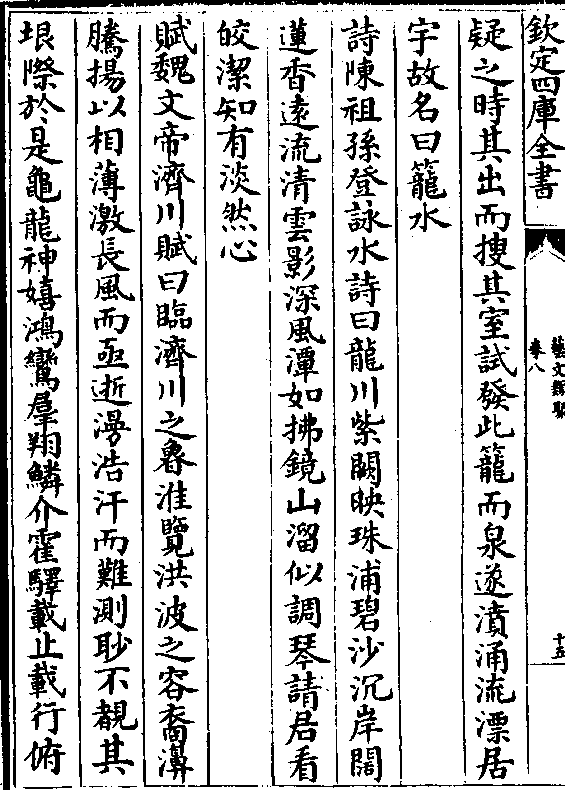 欽定四庫全書
藝文類聚
卷八
十五
疑之時其出而搜其室試發此籠而泉遂濆涌流漂居
宇故名曰籠水
詩陳祖孫登詠水詩曰龍川紫闕映珠浦碧沙沉岸闊
蓮香遠流清雲影深風潭如拂鏡山溜似調琴請君看
皎潔知有淡然心
賦魏文帝濟川賦曰臨濟川之魯淮覽洪波之容裔濞
騰揚以相薄激長風而亟逝漫浩汗而難測眇不覩其
垠際於是龜龍神嬉鴻鸞羣翔鱗介霍驛載止載行俯